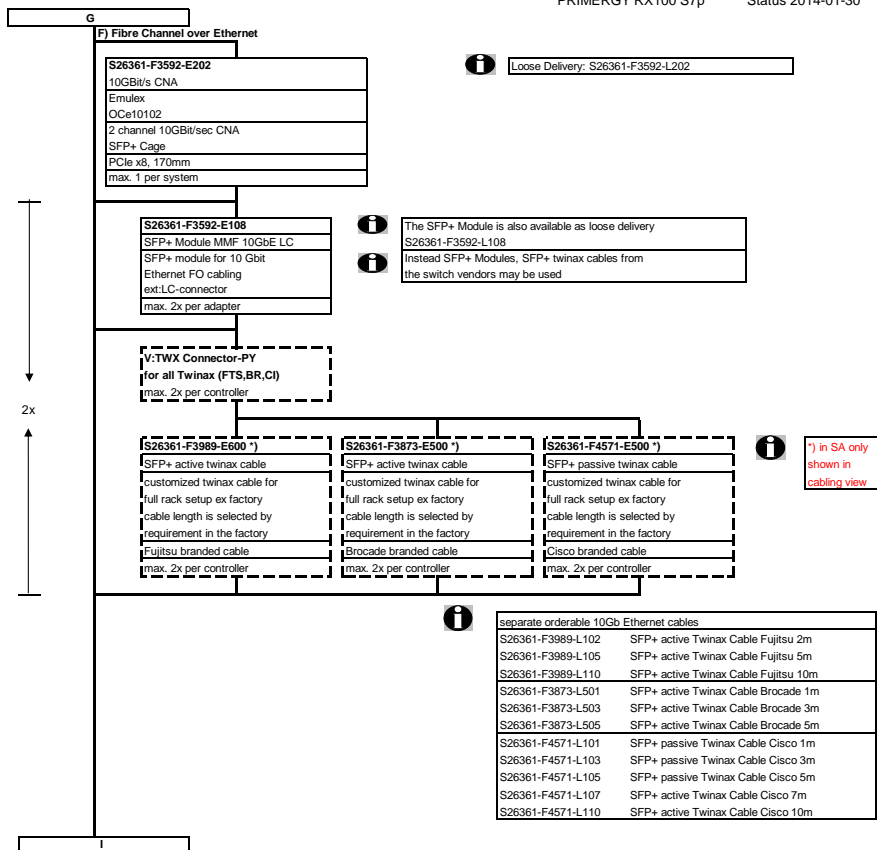 PRIMERGY RX100 S7p Status 2014-01-30
G
F) Fibre Channel over Ethernet
S26361-F3592-E202
10GBit/s CNA
Emulex
OCe10102
2 channel 10GBit/sec CNA
SFP+ Cage
PCIe x8, 170mm
max. 1 per system
Loose Delivery: S26361-F3592-L202
S26361-F3592-E108
SFP+ Module MMF 10GbE LC
SFP+ module for 10 Gbit
Ethernet FO cabling
ext:LC-connector
max. 2x per adapter
The SFP+ Module is also available as loose delivery
S26361-F3592-L108
Instead SFP+ Modules, SFP+ twinax cables from
the switch vendors may be used
V:TWX Connector-PY
for all Twinax (FTS,BR,CI)
max. 2x per controller
2x
S26361-F3989-E600 *)
SFP+ active twinax cable
customized twinax cable for
full rack setup ex factory
cable length is selected by
requirement in the factory
Fujitsu branded cable
max. 2x per controller
S26361-F3873-E500 *)
SFP+ active twinax cable
customized twinax cable for
full rack setup ex factory
cable length is selected by
requirement in the factory
Brocade branded cable
max. 2x per controller
S26361-F4571-E500 *)
SFP+ passive twinax cable
customized twinax cable for
full rack setup ex factory
cable length is selected by
requirement in the factory
Cisco branded cable
max. 2x per controller
*) in SA only
shown in
cabling view
separate orderable 10Gb Ethernet cables
S26361-F3989-L102 SFP+ active Twinax Cable Fujitsu 2m
S26361-F3989-L105 SFP+ active Twinax Cable Fujitsu 5m
S26361-F3989-L110 SFP+ active Twinax Cable Fujitsu 10m
S26361-F3873-L501 SFP+ active Twinax Cable Brocade 1m
S26361-F3873-L503 SFP+ active Twinax Cable Brocade 3m
S26361-F3873-L505 SFP+ active Twinax Cable Brocade 5m
S26361-F4571-L101 SFP+ passive Twinax Cable Cisco 1m
S26361-F4571-L103 SFP+ passive Twinax Cable Cisco 3m
S26361-F4571-L105 SFP+ passive Twinax Cable Cisco 5m
S26361-F4571-L107 SFP+ active Twinax Cable Cisco 7m
S26361-F4571-L110 SFP+ active Twinax Cable Cisco 10m
I